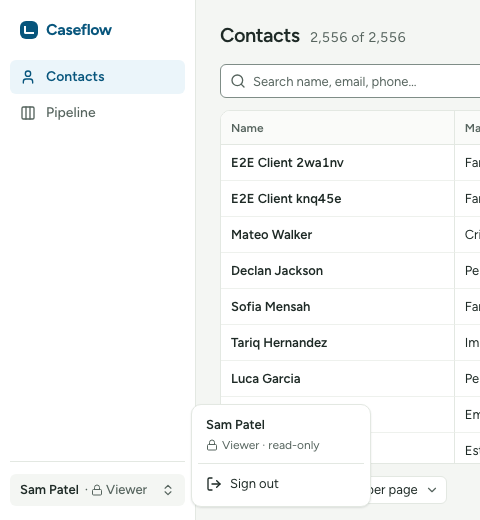 Caseflow
Contacts
Pipeline
Contacts 2,556 of 2,556
Search name, email, phone...
Name
E2E Client 2wa1nv
E2E Client knq45e
Mateo Walker
Declan Jackson
Sofia Mensah
Tariq Hernandez
Luca Garcia
Sam Patel
Viewer · read-only
Sign out
per page
Sam Patel · Viewer